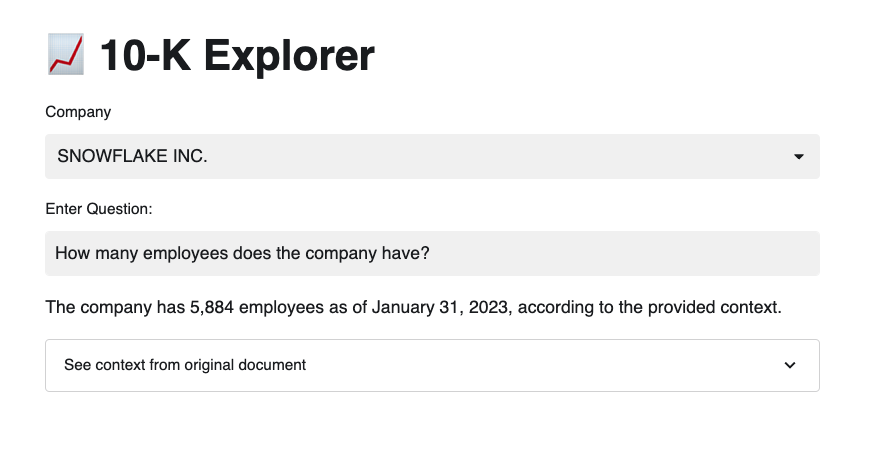 10-K Explorer
Company
SNOWFLAKE INC.
Enter Question:
How many employees does the company have?
The company has 5,884 employees as of January 31, 2023, according to the provided context.
See context from original document